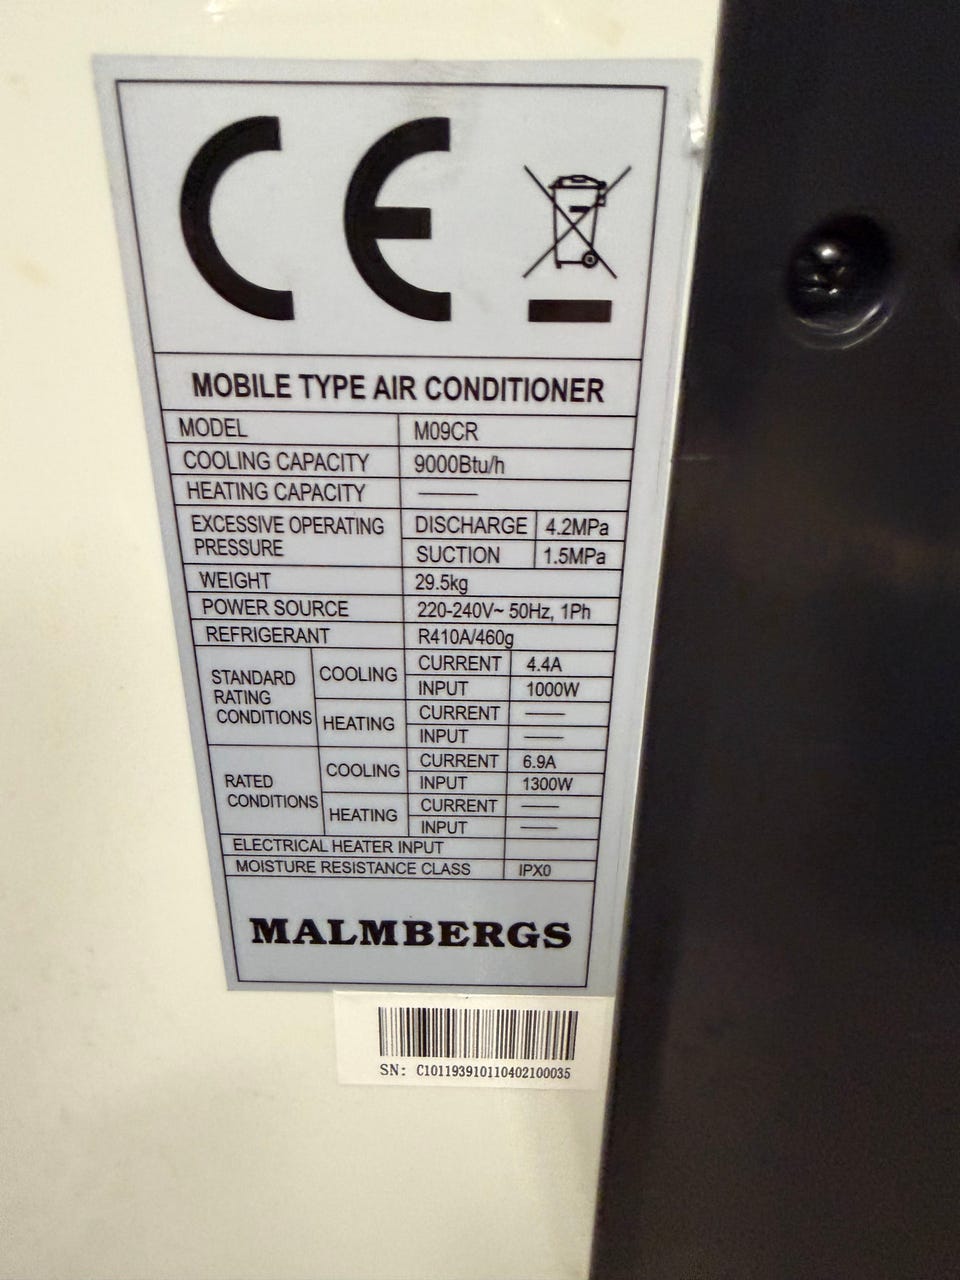 CE
MOBILE TYPE AIR CONDITIONER
MODEL M09CR
COOLING CAPACITY 9000Btu/h
HEATING CAPACITY ——
EXCESSIVE OPERATING PRESSURE DISCHARGE 4.2MPa
SUCTION 1.5MPa
WEIGHT 29.5kg
POWER SOURCE 220-240V~ 50Hz, 1Ph
REFRIGERANT R410A/460g
STANDARD RATING CONDITIONS COOLING CURRENT 4.4A
INPUT 1000W
HEATING CURRENT ——
INPUT ——
RATED CONDITIONS COOLING CURRENT 6.9A
INPUT 1300W
HEATING CURRENT ——
INPUT ——
ELECTRICAL HEATER INPUT
MOISTURE RESISTANCE CLASS IPX0
MALMBERGS
SN: C101193910110402100035